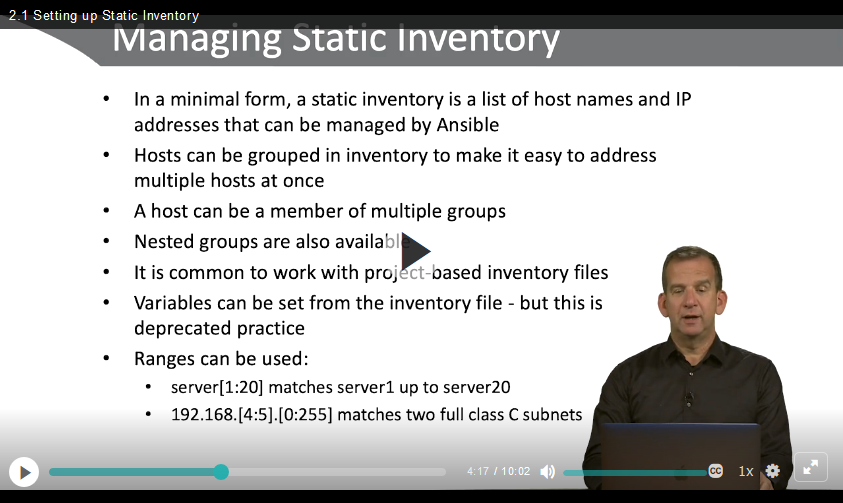 2.1 Setting up Static Inventory
Managing Static Inventory
• In a minimal form, a static inventory is a list of host names and IP
addresses that can be managed by Ansible
• Hosts can be grouped in inventory to make it easy to address
multiple hosts at once
• A host can be a member of multiple groups
• Nested groups are also available
• It is common to work with project-based inventory files
• Variables can be set from the inventory file - but this is
deprecated practice
• Ranges can be used:
• server[1:20] matches server1 up to server20
• 192.168.[4:5].[0:255] matches two full class C subnets
4:17 / 10:02
CC
1x